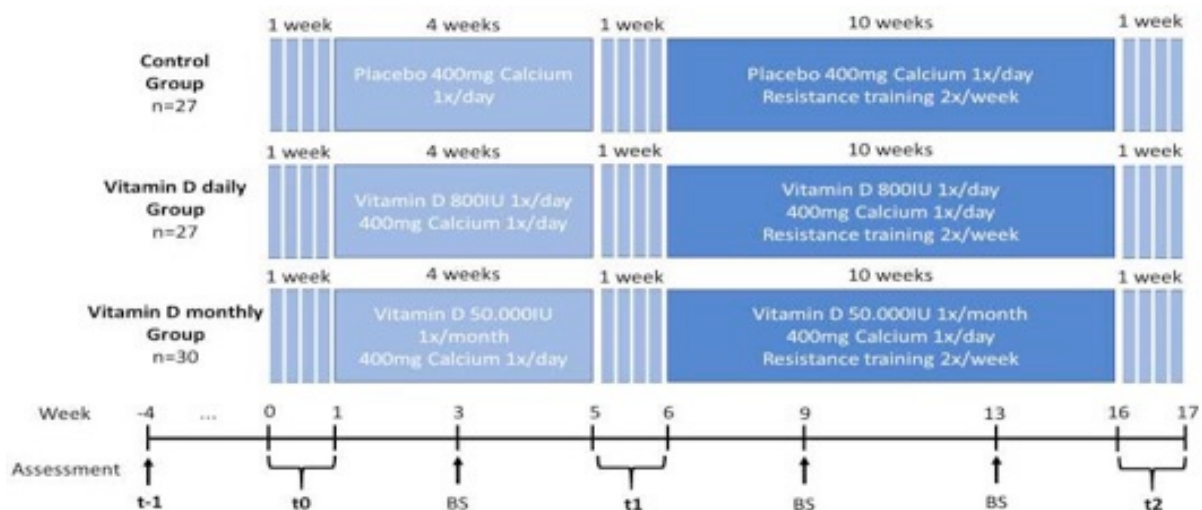 1 week 4 weeks 1 week 10 weeks 1 week
Control
Group
n=27
Placebo 400mg Calcium
1x/day
Placebo 400mg Calcium 1x/day
Resistance training 2x/week
1 week 4 weeks 1 week 10 weeks 1 week
Vitamin D daily
Group
n=27
Vitamin D 800IU 1x/day
400mg Calcium 1x/day
Vitamin D 800IU 1x/day
400mg Calcium 1x/day
Resistance training 2x/week
1 week 4 weeks 1 week 10 weeks 1 week
Vitamin D monthly
Group
n=30
Vitamin D 50.000IU
1x/month
400mg Calcium 1x/day
Vitamin D 50.000IU 1x/month
400mg Calcium 1x/day
Resistance training 2x/week
Week -4 ... 0 1 3 5 6 9 13 16 17
Assessment
t-1 t0 BS t1 BS BS t2